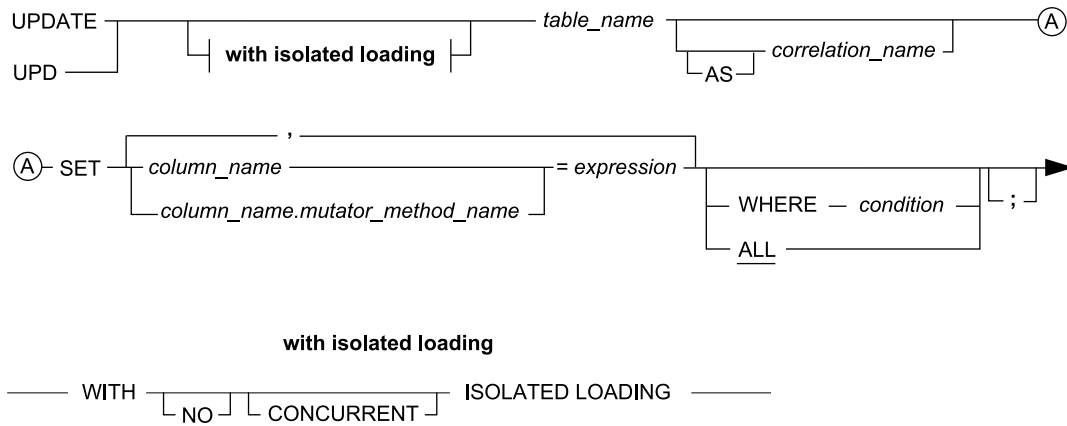 UPDATE
UPD
with isolated loading
table_name
AS
correlation_name
A
A
SET
,
column_name
column_name.mutator_method_name
= expression
WHERE
condition
ALL
;
with isolated loading
WITH
NO
CONCURRENT
ISOLATED LOADING